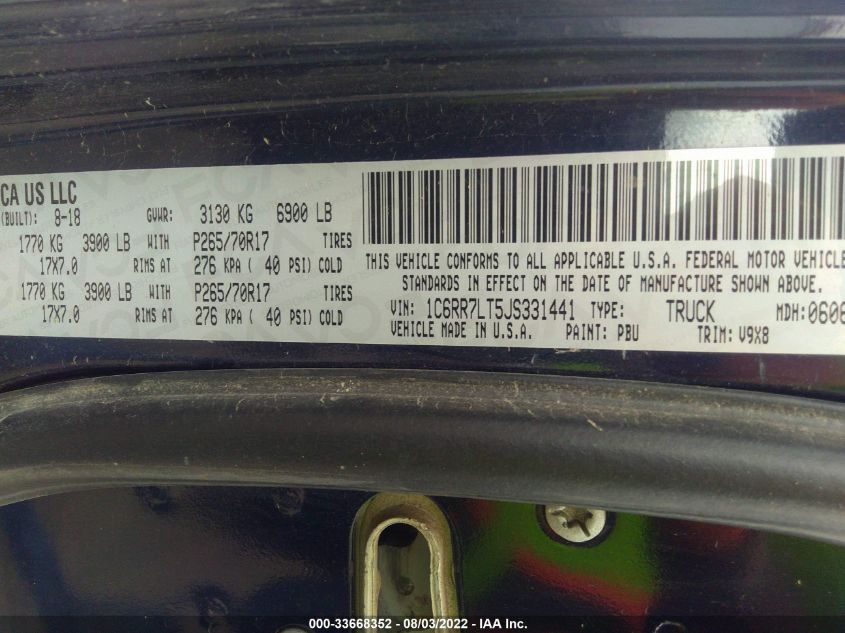 CA US LLC
(BUILT): 8-18 GVWR: 3130 KG 6900 LB
1770 KG 3900 LB WITH P265/70R17 TIRES
17X7.0 RIMS AT 276 KPA ( 40 PSI) COLD
1770 KG 3900 LB WITH P265/70R17 TIRES
17X7.0 RIMS AT 276 KPA ( 40 PSI) COLD
THIS VEHICLE CONFORMS TO ALL APPLICABLE U.S.A. FEDERAL MOTOR VEHICLE
STANDARDS IN EFFECT ON THE DATE OF MANUFACTURE SHOWN ABOVE.
VIN: 1C6RR7LT5JS331441 TYPE: TRUCK MDH: 0606
VEHICLE MADE IN U.S.A. PAINT: PBU TRIM: V9X8
000-33668352 - 08/03/2022 - IAA Inc.